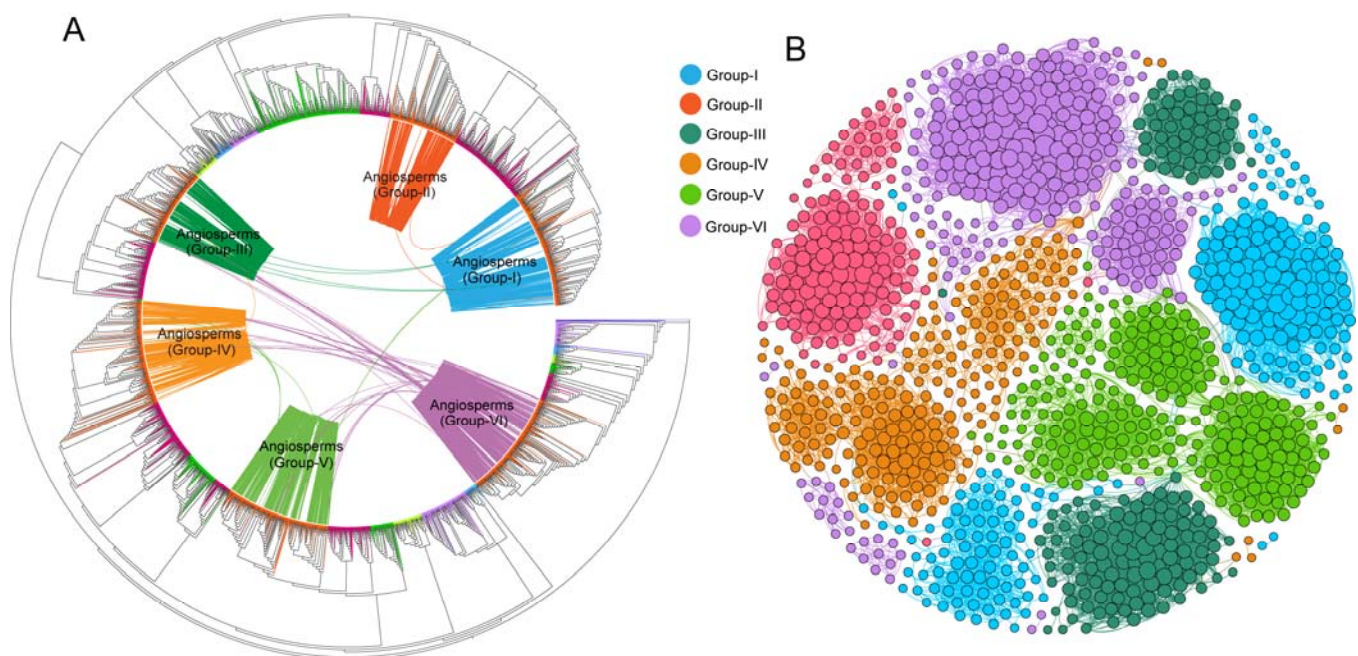 A
Angiosperms
(Group-II)
Angiosperms
(Group-III)
Angiosperms
(Group-I)
Angiosperms
(Group-IV)
Angiosperms
(Group-VI)
Angiosperms
(Group-V)
Group-I
Group-II
Group-III
Group-IV
Group-V
Group-VI
B